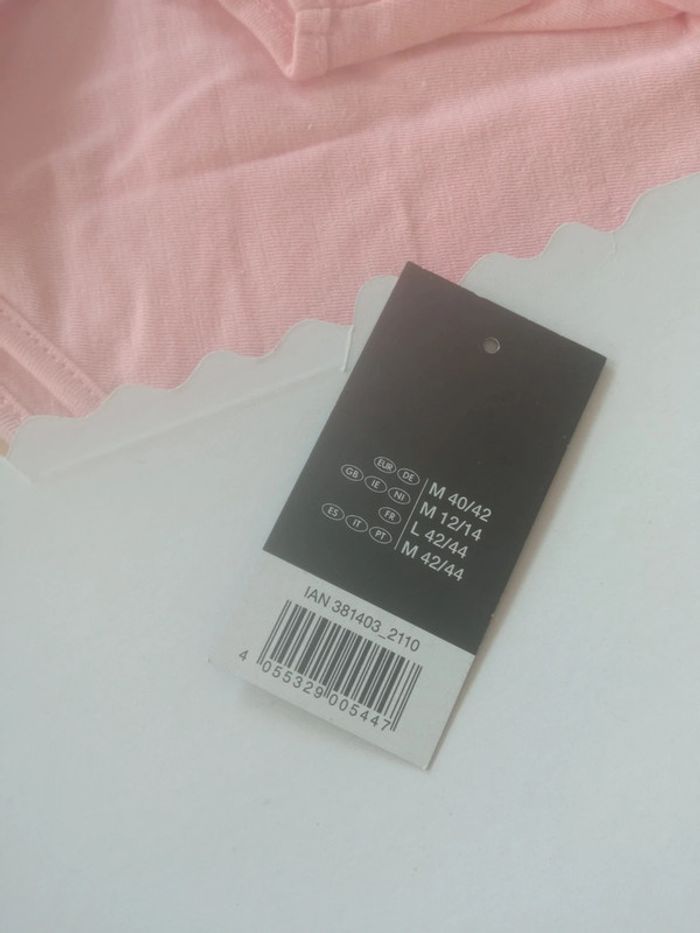 EUR DE M 40/42
GB IE NI M 12/14
FR L 42/44
ES IT PT M 42/44
IAN 381403_2110
4 055329 005447